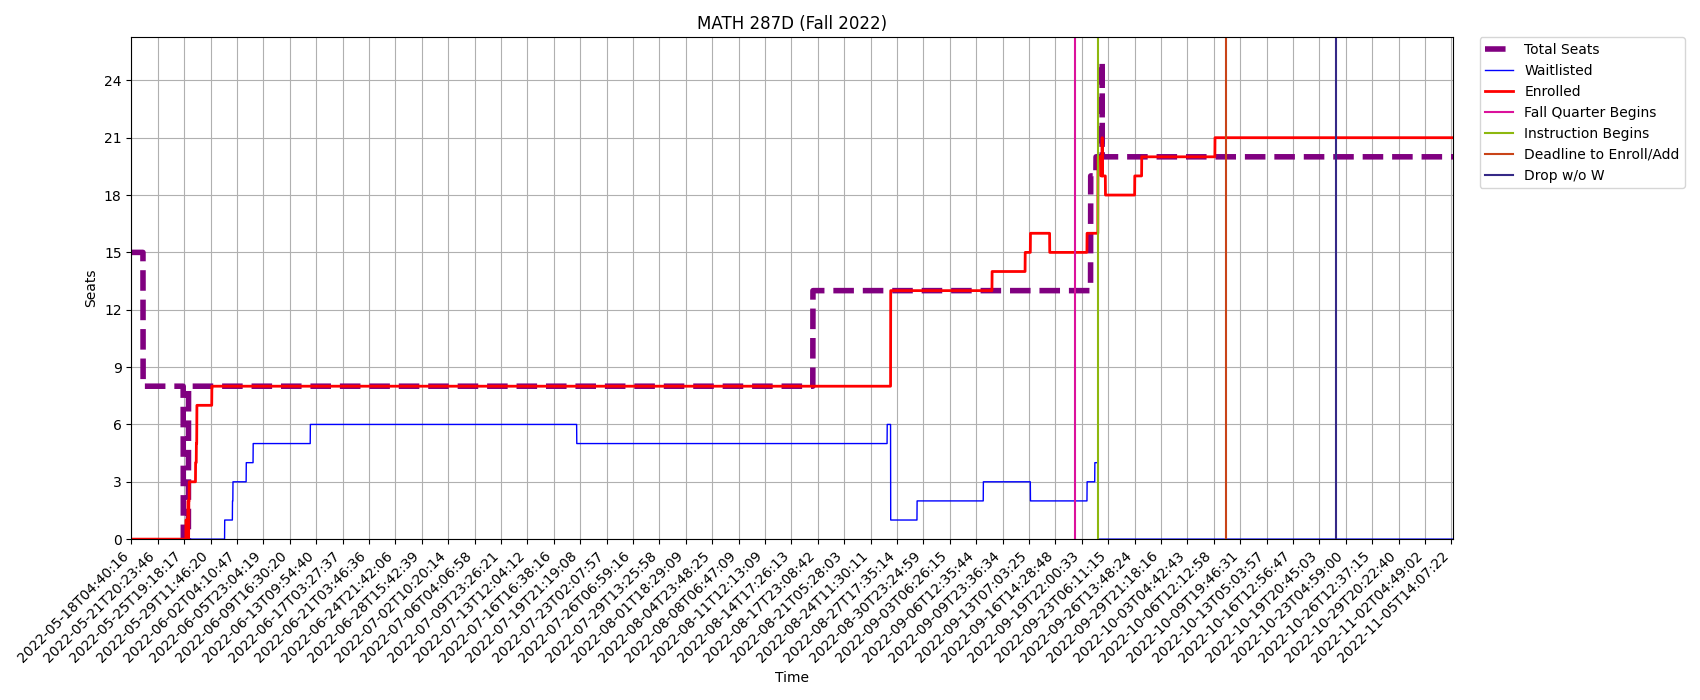 MATH 287D (Fall 2022)
Total Seats
Waitlisted
Enrolled
Fall Quarter Begins
Instruction Begins
Deadline to Enroll/Add
Drop w/o W
Seats
24
21
18
15
12
9
6
3
0
2022-05-18T04:40:16
2022-05-21T20:23:46
2022-05-25T19:18:17
2022-05-29T11:46:20
2022-06-02T04:10:47
2022-06-05T23:04:19
2022-06-09T16:30:20
2022-06-13T09:54:40
2022-06-17T03:27:37
2022-06-21T03:46:36
2022-06-24T21:42:06
2022-06-28T15:42:39
2022-07-02T10:20:14
2022-07-06T04:06:58
2022-07-09T23:26:21
2022-07-13T12:04:12
2022-07-16T16:38:16
2022-07-19T21:19:08
2022-07-23T02:07:57
2022-07-26T06:59:16
2022-07-29T13:25:58
2022-08-01T18:29:09
2022-08-04T23:48:25
2022-08-08T06:47:09
2022-08-11T12:13:09
2022-08-14T17:26:13
2022-08-17T23:08:42
2022-08-21T05:28:03
2022-08-24T11:30:11
2022-08-27T17:35:14
2022-08-30T23:24:59
2022-09-03T06:26:15
2022-09-06T12:35:44
2022-09-09T23:36:34
2022-09-13T07:03:25
2022-09-16T14:28:48
2022-09-19T22:00:33
2022-09-23T06:11:15
2022-09-26T13:48:24
2022-09-29T21:18:16
2022-10-03T04:42:43
2022-10-06T12:12:58
2022-10-09T19:46:31
2022-10-13T05:03:57
2022-10-16T12:56:47
2022-10-19T20:45:03
2022-10-23T04:59:00
2022-10-26T12:37:15
2022-10-29T20:22:40
2022-11-02T04:49:02
2022-11-05T14:07:22
Time